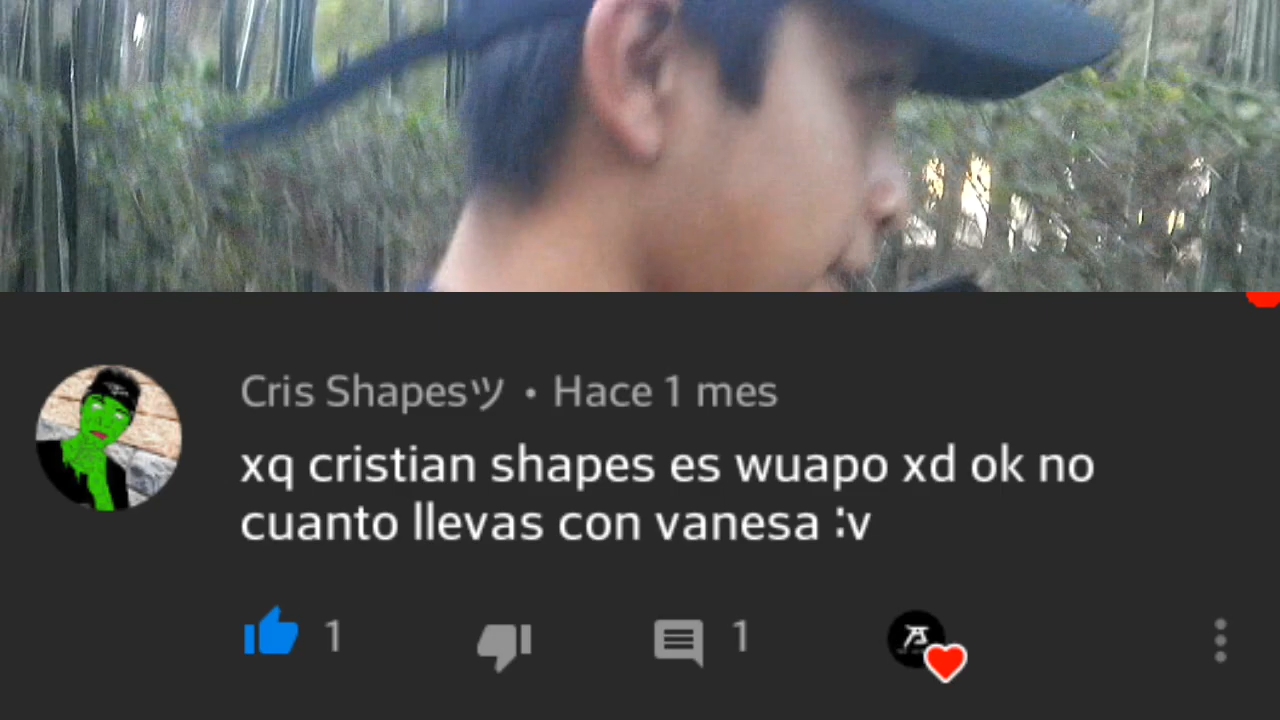 Cris Shapesツ • Hace 1 mes
xq cristian shapes es wuapo xd ok no
cuanto llevas con vanesa :v
1
1